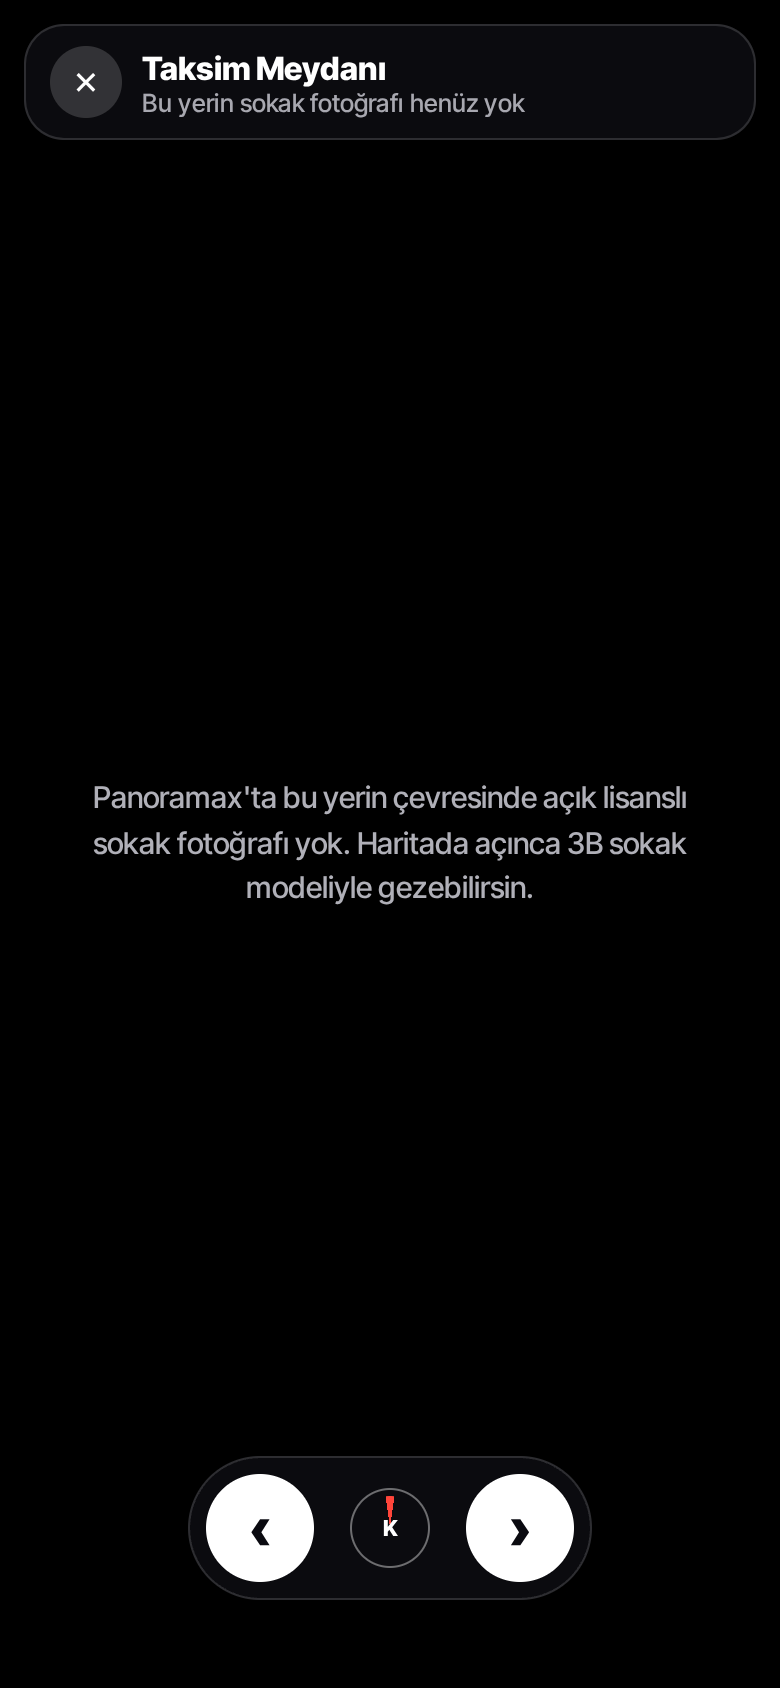 Taksim Meydanı
Bu yerin sokak fotoğrafı henüz yok
Panoramax'ta bu yerin çevresinde açık lisanslı
sokak fotoğrafı yok. Haritada açınca 3B sokak
modeliyle gezebilirsin.
K